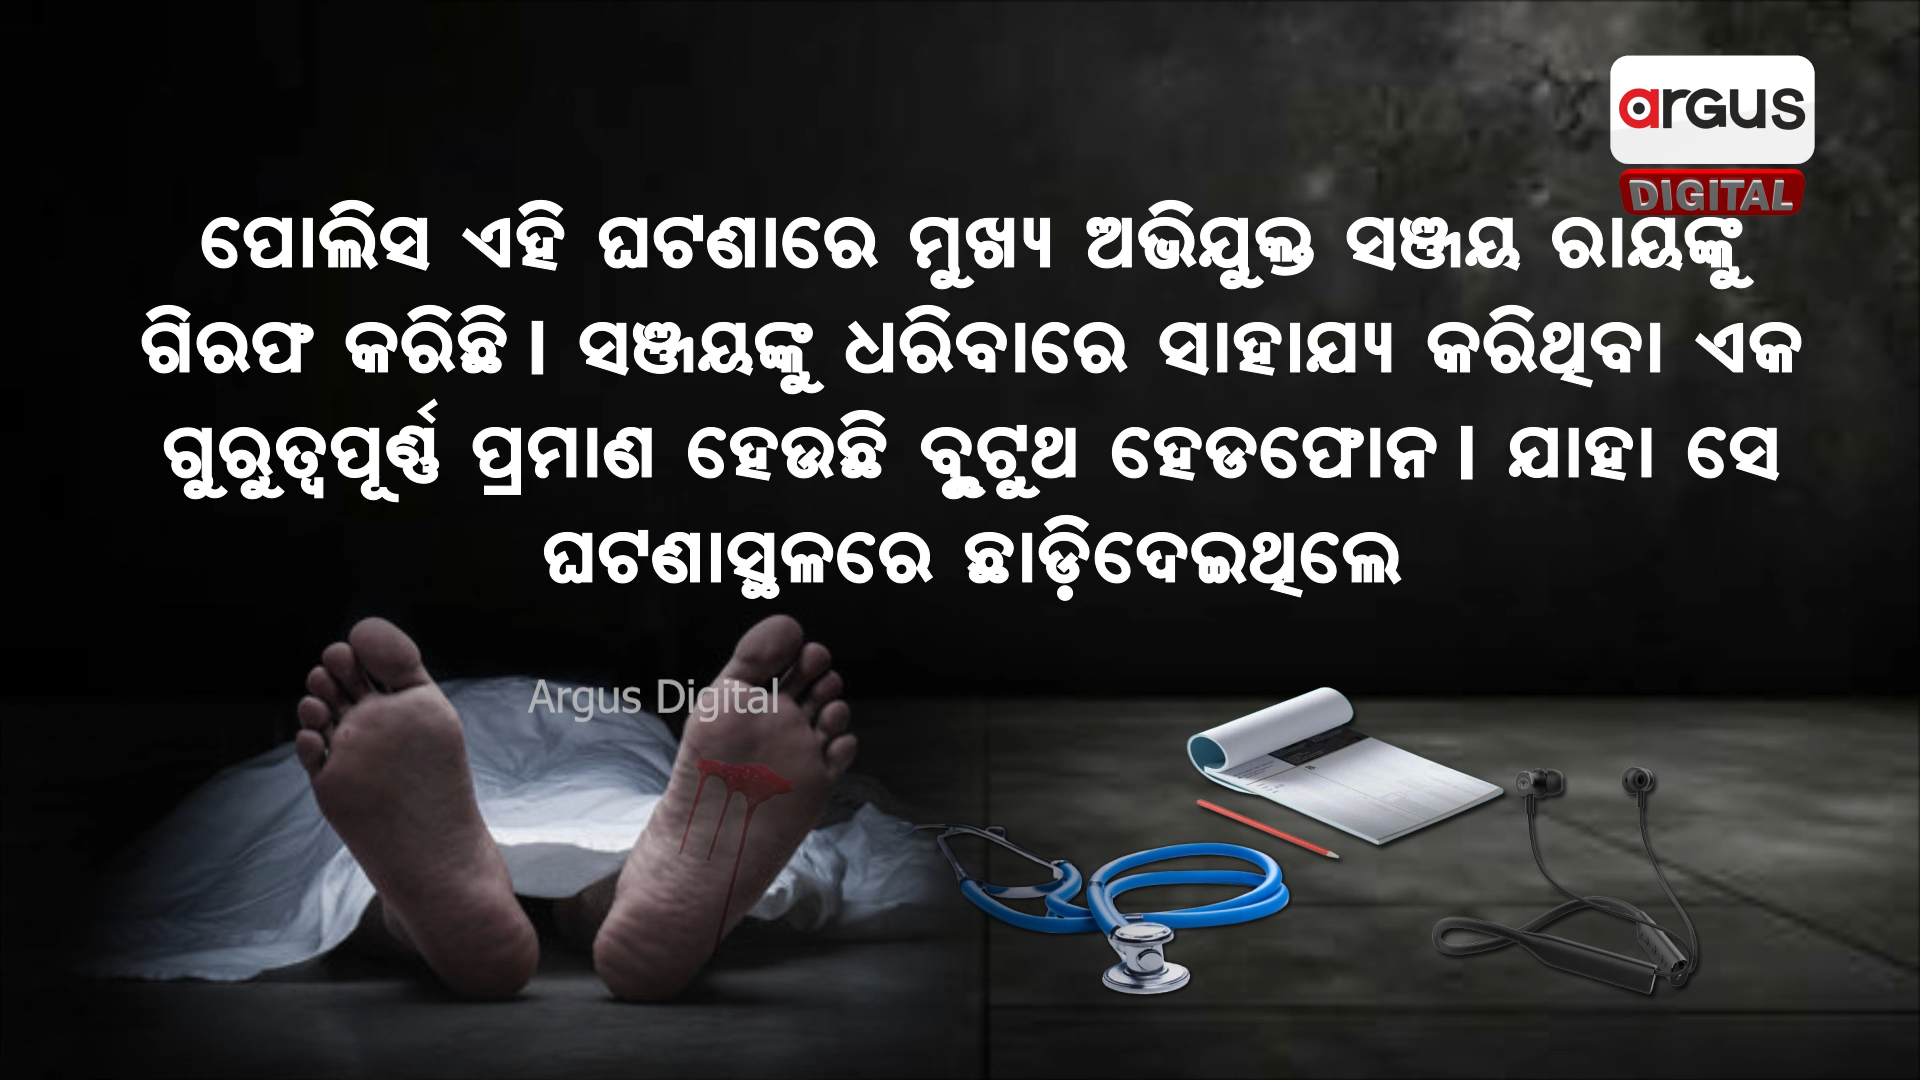 argus
DIGITAL
ପୋଲିସ ଏହି ଘଟଣାରେ ମୁଖ୍ୟ ଅଭିଯୁକ୍ତ ସଞ୍ଜୟ ରାୟଙ୍କୁ
ଗିରଫ କରିଛି। ସଞ୍ଜୟଙ୍କୁ ଧରିବାରେ ସାହାଯ୍ୟ କରିଥିବା ଏକ
ଗୁରୁତ୍ୱପୂର୍ଣ୍ଣ ପ୍ରମାଣ ହେଉଛି ବ୍ଲୁଟୁଥ ହେଡଫୋନ। ଯାହା ସେ
ଘଟଣାସ୍ଥଳରେ ଛାଡ଼ିଦେଇଥିଲେ
Argus Digital